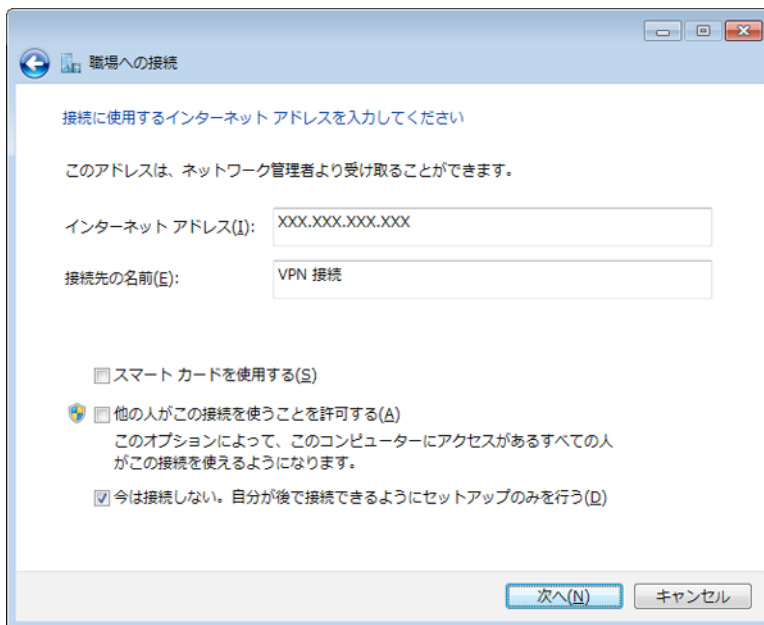 職場への接続
接続に使用するインターネット アドレスを入力してください
このアドレスは、ネットワーク管理者より受け取ることができます。
インターネット アドレス(I): XXX.XXX.XXX.XXX
接続先の名前(E): VPN 接続
スマート カードを使用する(S)
他の人がこの接続を使うことを許可する(A)
このオプションによって、このコンピューターにアクセスがあるすべての人
がこの接続を使えるようになります。
今は接続しない。自分が後で接続できるようにセットアップのみを行う(D)
次へ(N) キャンセル